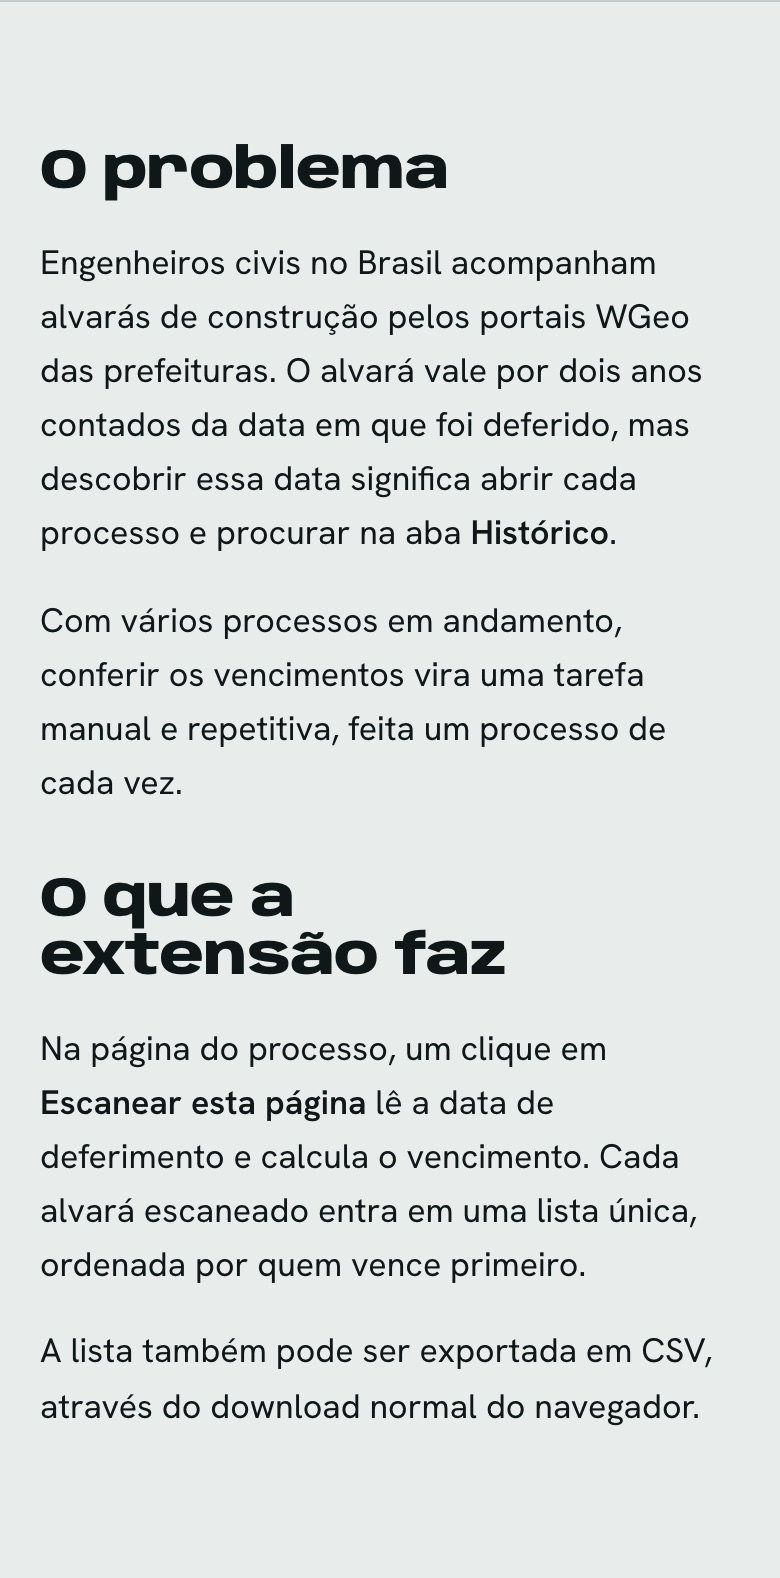 O problema
Engenheiros civis no Brasil acompanham
alvarás de construção pelos portais WGeo
das prefeituras. O alvará vale por dois anos
contados da data em que foi deferido, mas
descobrir essa data significa abrir cada
processo e procurar na aba Histórico.
Com vários processos em andamento,
conferir os vencimentos vira uma tarefa
manual e repetitiva, feita um processo de
cada vez.
O que a
extensão faz
Na página do processo, um clique em
Escanear esta página lê a data de
deferimento e calcula o vencimento. Cada
alvará escaneado entra em uma lista única,
ordenada por quem vence primeiro.
A lista também pode ser exportada em CSV,
através do download normal do navegador.